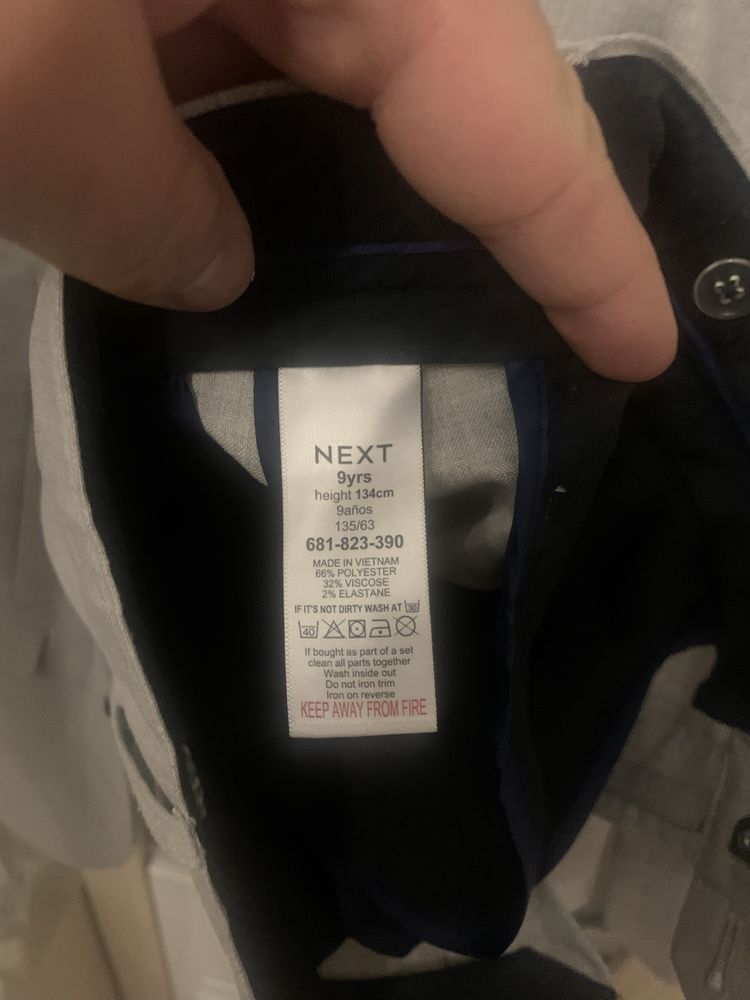 NEXT
9yrs
height 134cm
9años
135/63
681-823-390
MADE IN VIETNAM
66% POLYESTER
32% VISCOSE
2% ELASTANE
IF IT'S NOT DIRTY WASH AT 30
40
If bought as part of a set
clean all parts together
Wash inside out
Do not iron trim
Iron on reverse
KEEP AWAY FROM FIRE